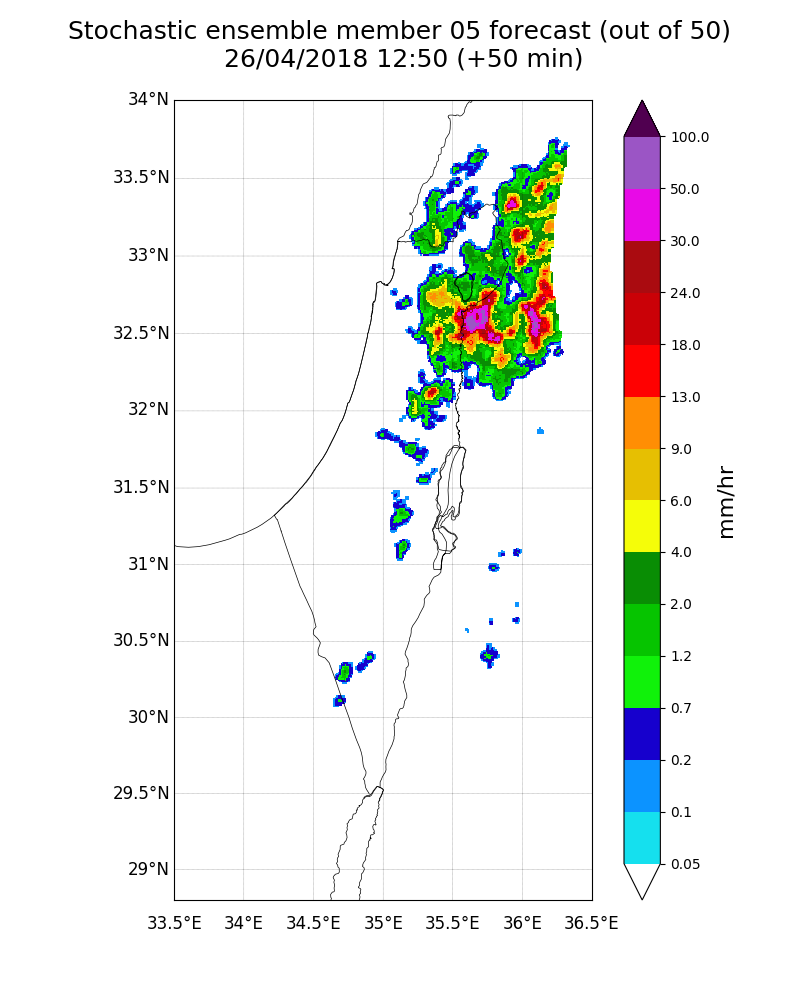 Stochastic ensemble member 05 forecast (out of 50)
26/04/2018 12:50 (+50 min)
34°N
33.5°N
33°N
32.5°N
32°N
31.5°N
31°N
30.5°N
30°N
29.5°N
29°N
33.5°E 34°E 34.5°E 35°E 35.5°E 36°E 36.5°E
100.0
50.0
30.0
24.0
18.0
13.0
9.0
6.0
4.0
2.0
1.2
0.7
0.2
0.1
0.05
mm/hr